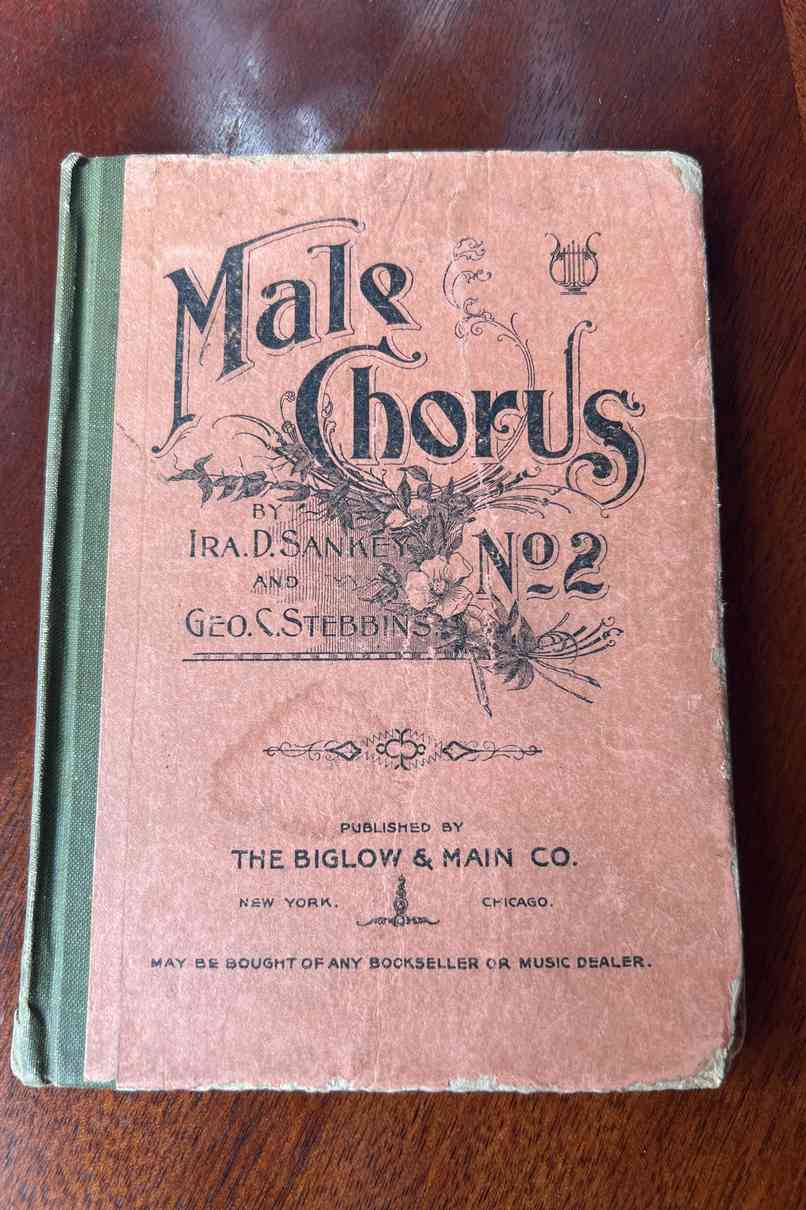 Male
Chorus
BY
IRA. D. SANKEY
AND
GEO. C. STEBBINS.
No 2
PUBLISHED BY
THE BIGLOW & MAIN CO.
NEW YORK. CHICAGO.
MAY BE BOUGHT OF ANY BOOKSELLER OR MUSIC DEALER.